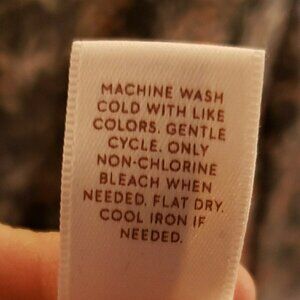 MACHINE WASH
COLD WITH LIKE
COLORS. GENTLE
CYCLE. ONLY
NON-CHLORINE
BLEACH WHEN
NEEDED. FLAT DRY.
COOL IRON IF
NEEDED.